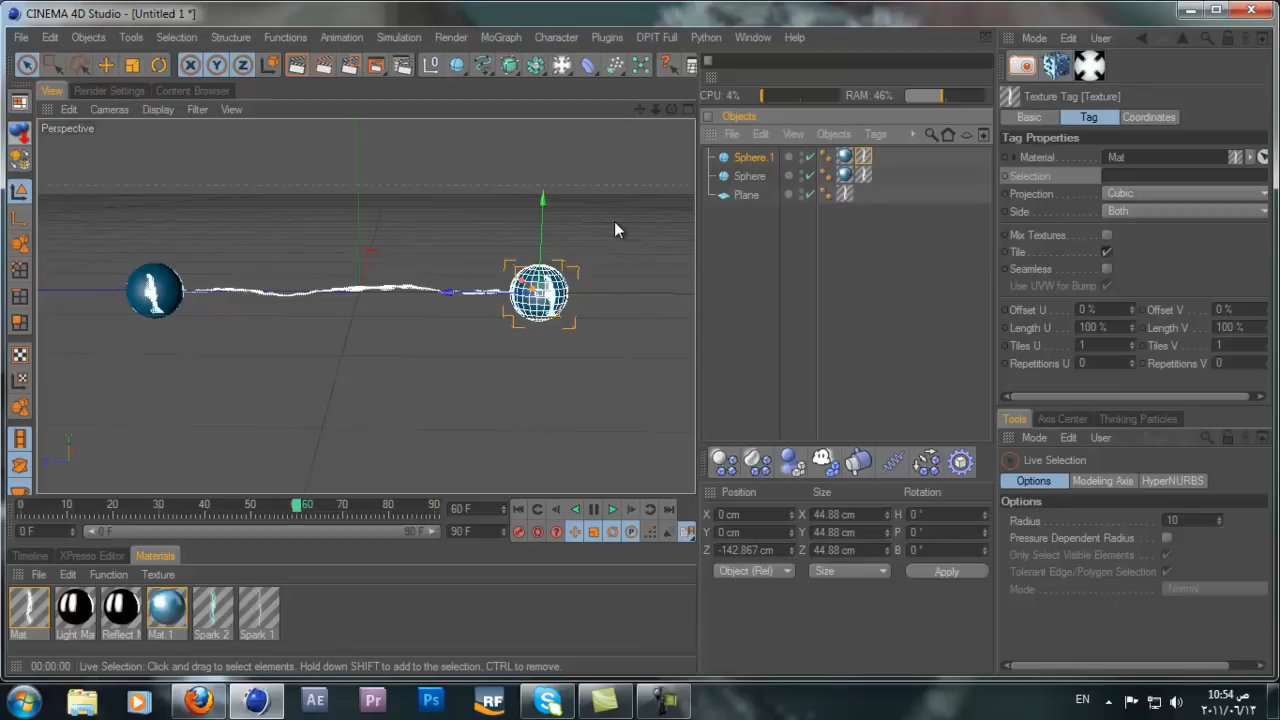 CINEMA 4D Studio - [Untitled 1 *]
File Edit Objects Tools Selection Structure Functions Animation Simulation Render MoGraph Character Plugins DPIT Full Python Window Help
Mode Edit User
View Render Settings Content Browser
Edit Cameras Display Filter View
Perspective
CPU: 4% RAM: 46%
Objects
File Edit View Objects Tags
Sphere.1
Sphere
Plane
Texture Tag [Texture]
Basic Tag Coordinates
Tag Properties
Material Mat
Selection
Projection Cubic
Side Both
Mix Textures
Tile
Seamless
Use UVW for Bump
Offset U 0 % Offset V 0 %
Length U 100 % Length V 100 %
Tiles U 1 Tiles V 1
Repetitions U 0 Repetitions V 0
Tools Axis Center Thinking Particles
Mode Edit User
Live Selection
Options Modeling Axis HyperNURBS
Options
Radius 10
Pressure Dependent Radius
Only Select Visible Elements
Tolerant Edge/Polygon Selection
Mode Normal
Y
Z
0 10 20 30 40 50 60 70 80 90 60 F
0 F 0 F 90 F 90 F
Position Size Rotation
X 0 cm X 44.88 cm H 0 °
Y 0 cm Y 44.88 cm P 0 °
Z -142.867 cm Z 44.88 cm B 0 °
Object (Rel) Size Apply
Timeline XPresso Editor Materials
File Edit Function Texture
Mat Light Ma Reflect M Mat.1 Spark 2 Spark 1
00:00:00 Live Selection: Click and drag to select elements. Hold down SHIFT to add to the selection, CTRL to remove.
Ae Pr Ps RF
EN
10:54 ص
٢٠١١/٠٦/١٣